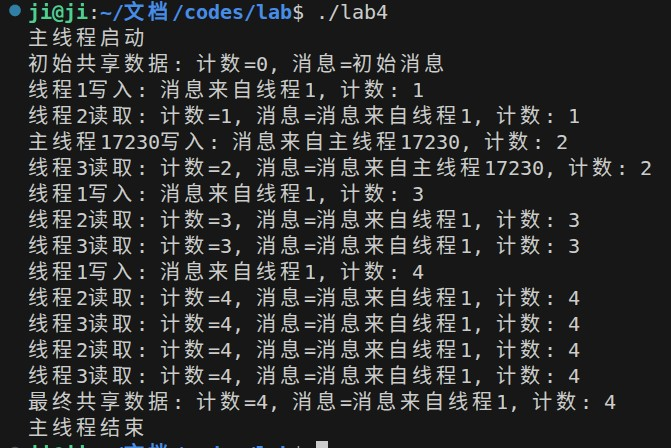 ji@ji:~/文档/codes/lab$ ./lab4
主线程启动
初始共享数据: 计数=0, 消息=初始消息
线程1写入: 消息来自线程1, 计数: 1
线程2读取: 计数=1, 消息=消息来自线程1, 计数: 1
主线程17230写入: 消息来自主线程17230, 计数: 2
线程3读取: 计数=2, 消息=消息来自主线程17230, 计数: 2
线程1写入: 消息来自线程1, 计数: 3
线程2读取: 计数=3, 消息=消息来自线程1, 计数: 3
线程3读取: 计数=3, 消息=消息来自线程1, 计数: 3
线程1写入: 消息来自线程1, 计数: 4
线程2读取: 计数=4, 消息=消息来自线程1, 计数: 4
线程3读取: 计数=4, 消息=消息来自线程1, 计数: 4
线程2读取: 计数=4, 消息=消息来自线程1, 计数: 4
线程3读取: 计数=4, 消息=消息来自线程1, 计数: 4
最终共享数据: 计数=4, 消息=消息来自线程1, 计数: 4
主线程结束